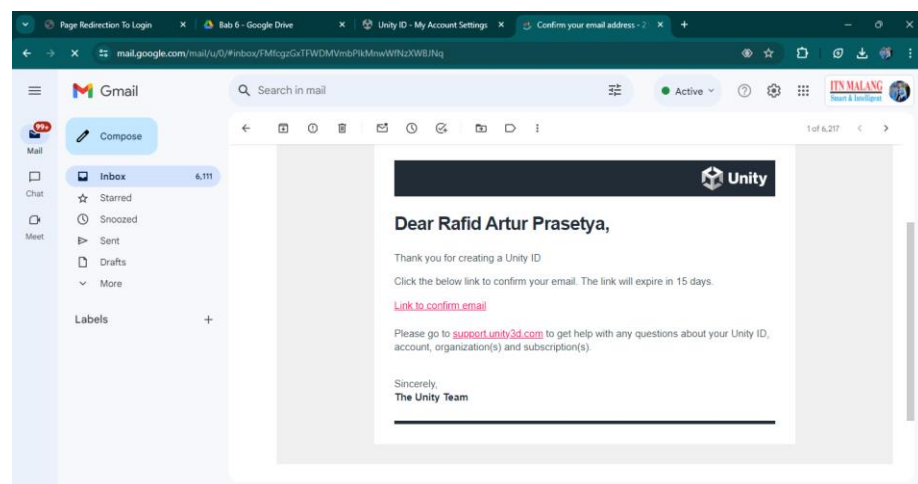 Page Redirection To Login
Bab 6 - Google Drive
Unity ID - My Account Settings
Confirm your email address - 2
mail.google.com/mail/u/0/#inbox/FMfcgzGxTFWDMVmbPlkMnwWfNzXWBJNq
Gmail
Search in mail
Active
ITN MALANG
Smart & Intelligent
99+
Mail
Compose
1 of 6,217
Chat
Meet
Inbox 6,111
Starred
Snoozed
Sent
Drafts
More
Labels
Unity
Dear Rafid Artur Prasetya,
Thank you for creating a Unity ID
Click the below link to confirm your email. The link will expire in 15 days.
Link to confirm email
Please go to support.unity3d.com to get help with any questions about your Unity ID,
account, organization(s) and subscription(s).
Sincerely,
The Unity Team